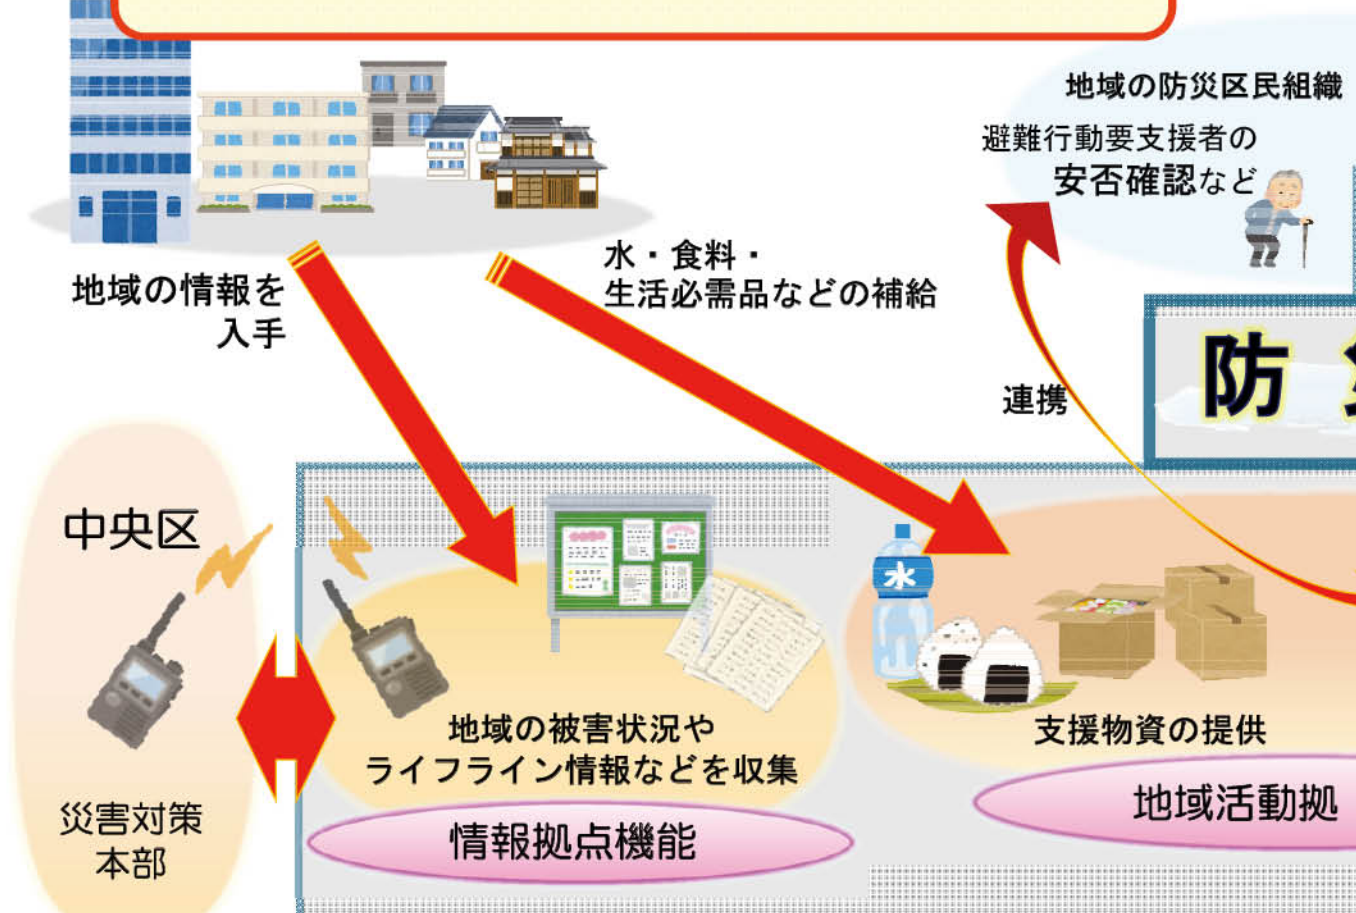 地域の防災区民組織
避難行動要支援者の
安否確認など
水・食料・
生活必需品などの補給
地域の情報を
入手
防
連携
中央区
水
地域の被害状況や
ライフライン情報などを収集
支援物資の提供
災害対策
本部
情報拠点機能
地域活動拠